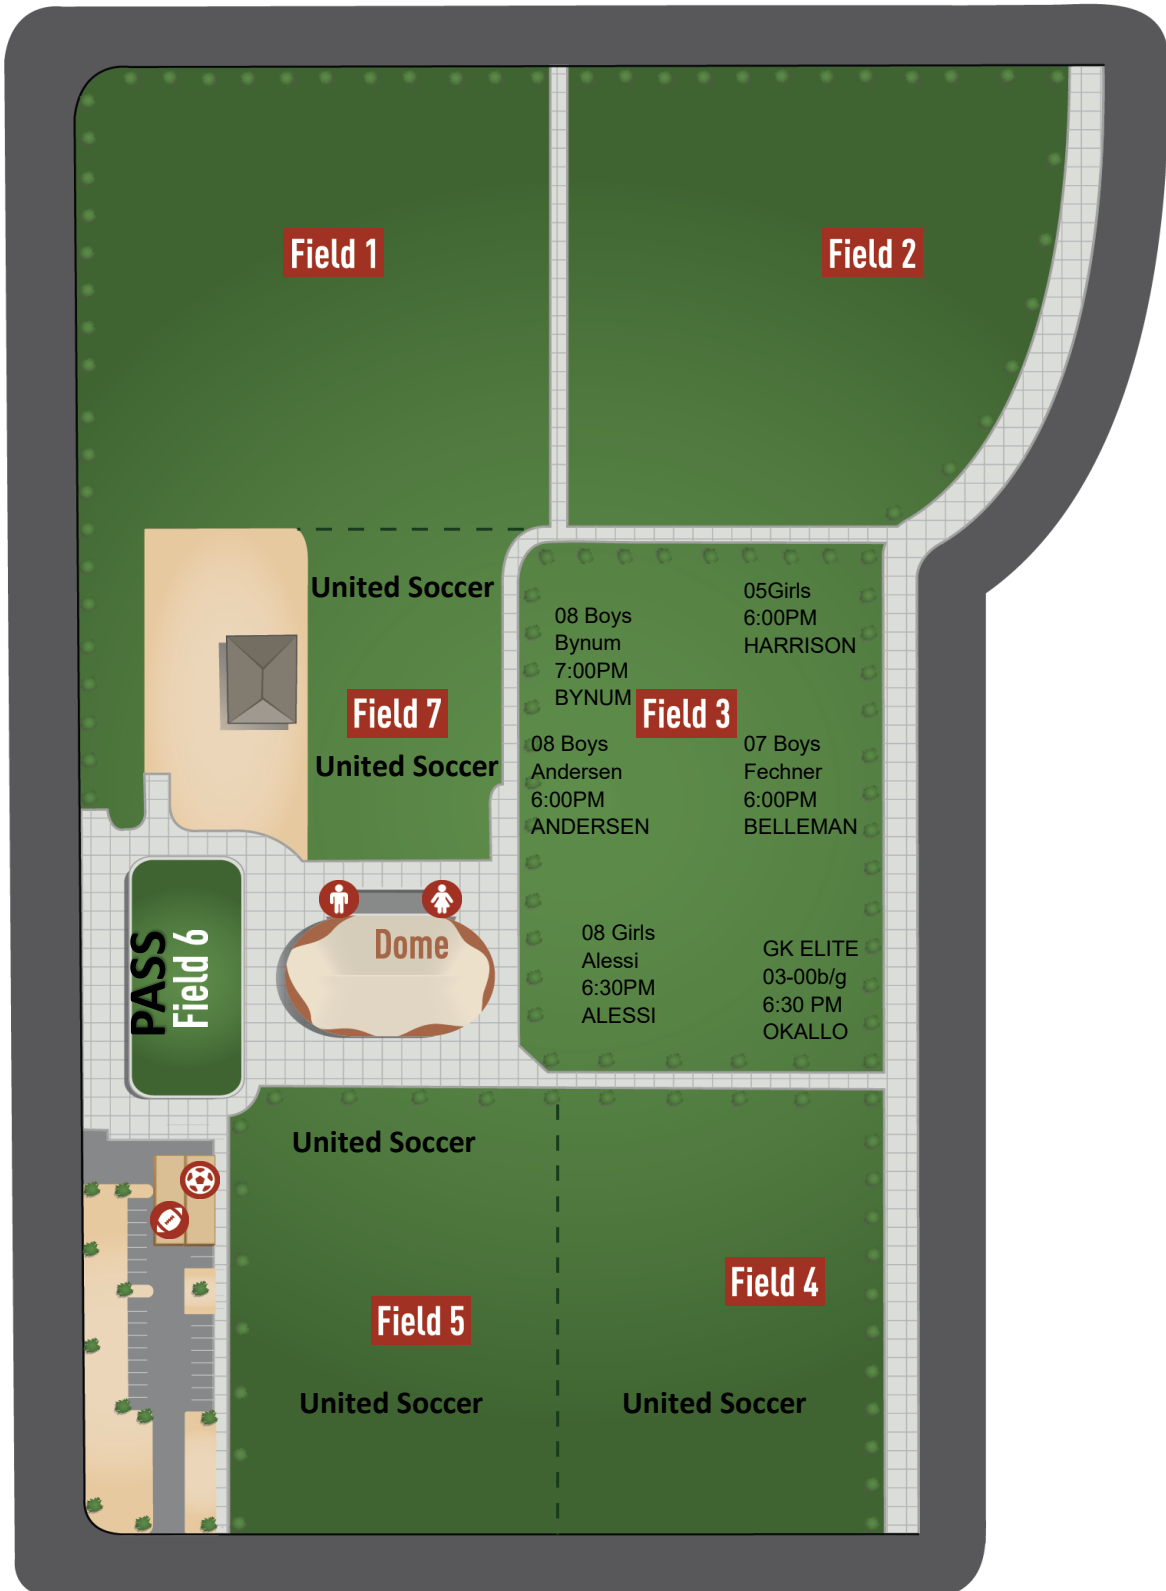 Field 1
Field 2
United Soccer
Field 7
United Soccer
08 Boys
Bynum
7:00PM
BYNUM
05Girls
6:00PM
HARRISON
Field 3
08 Boys
Andersen
6:00PM
ANDERSEN
07 Boys
Fechner
6:00PM
BELLEMAN
08 Girls
Alessi
6:30PM
ALESSI
GK ELITE
03-00b/g
6:30 PM
OKALLO
PASS
Field 6
Dome
United Soccer
Field 5
United Soccer
Field 4
United Soccer